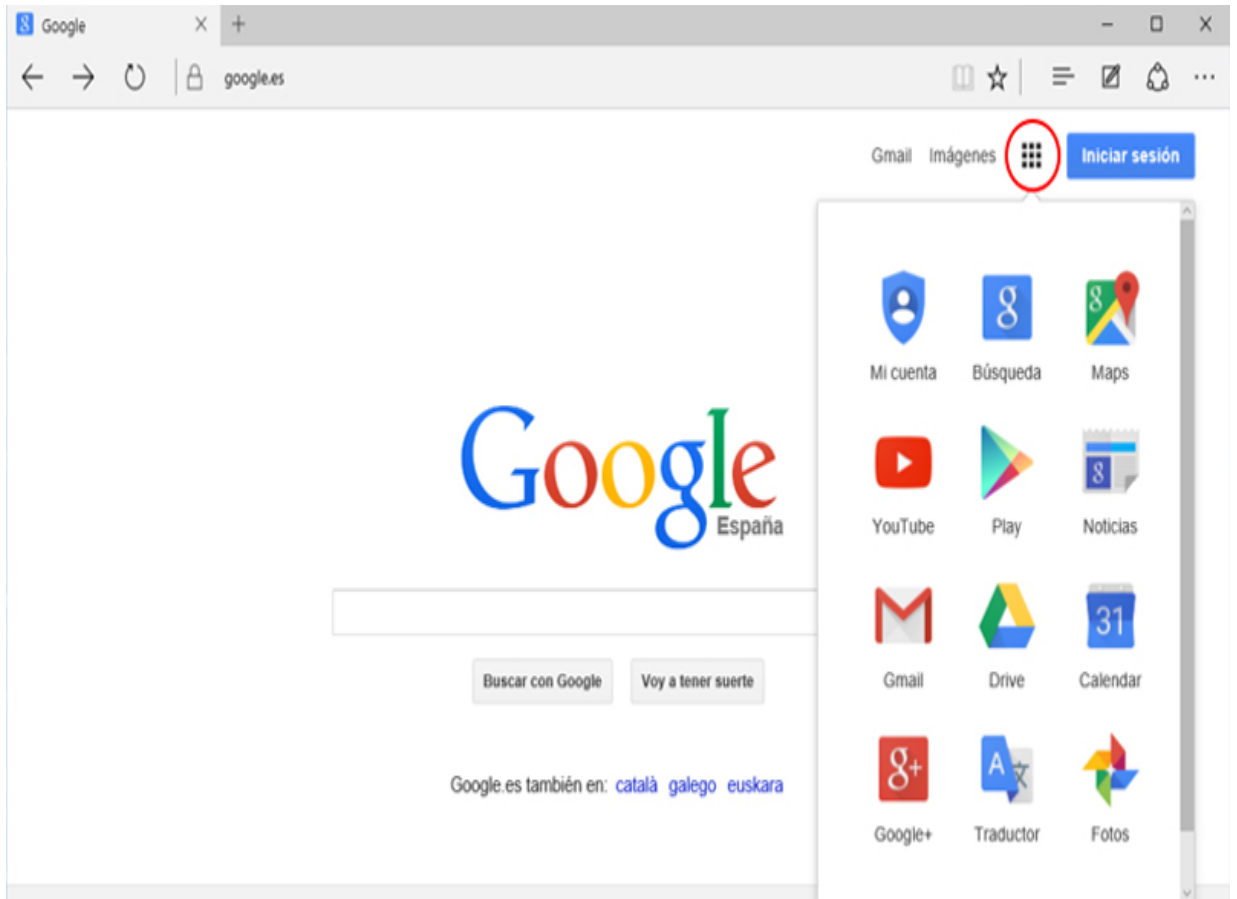 Google
google.es
Gmail Imágenes Iniciar sesión
Mi cuenta Búsqueda Maps
YouTube Play Noticias
31
Gmail Drive Calendar
Google+ Traductor Fotos
Google
España
Buscar con Google Voy a tener suerte
Google.es también en: català galego euskara